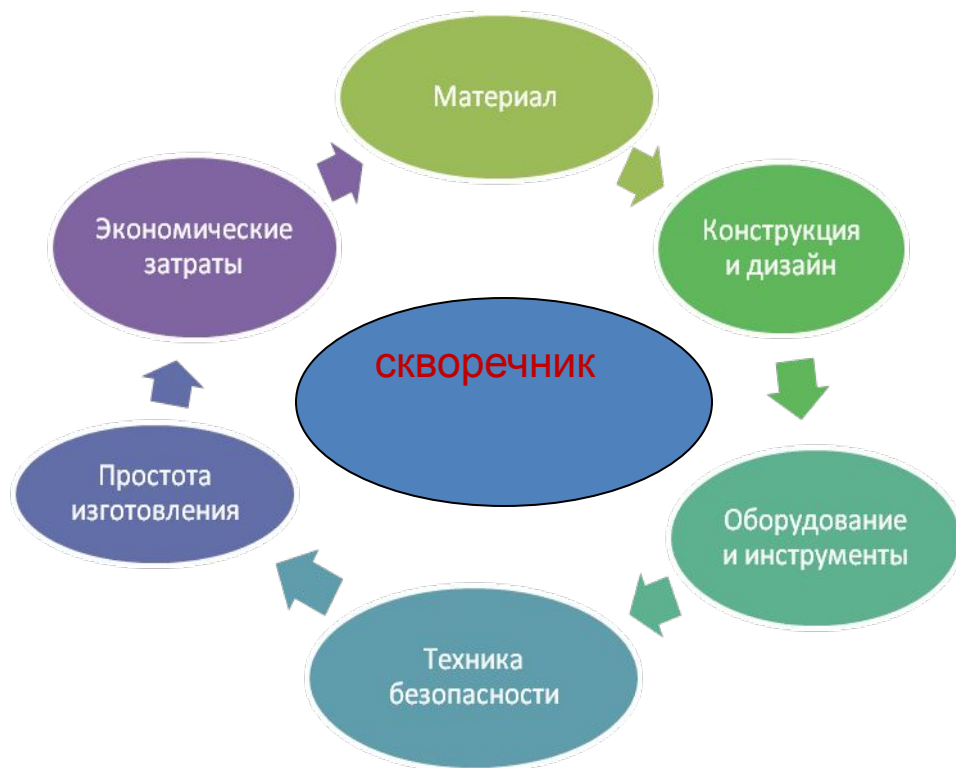 Материал
Конструкция
и дизайн
Оборудование
и инструменты
Техника
безопасности
Простота
изготовления
Экономические
затраты
скворечник